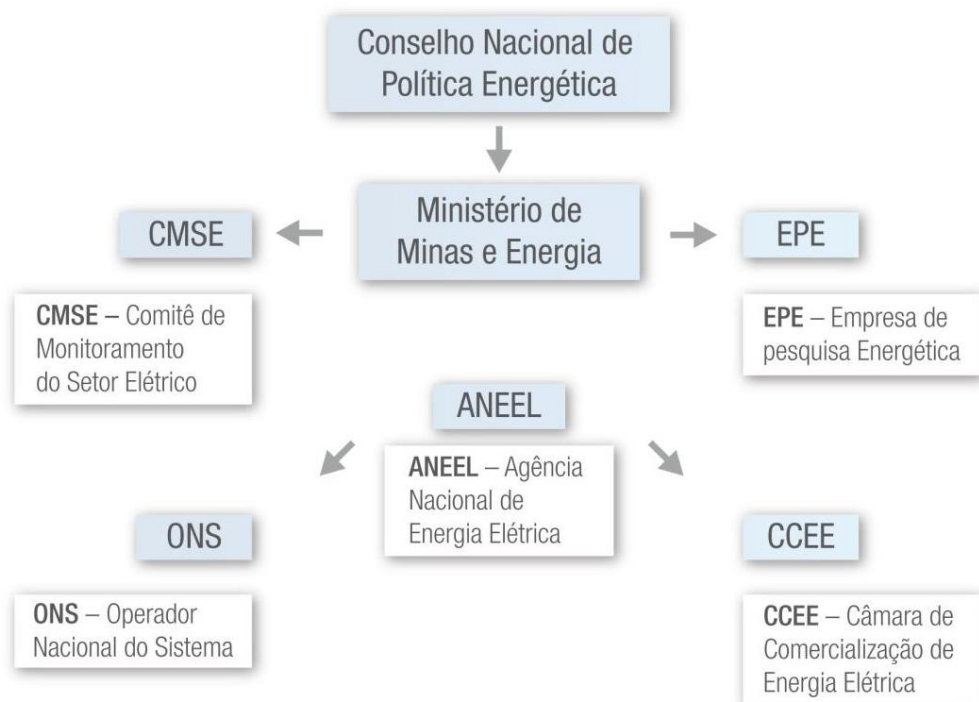 Conselho Nacional de
Política Energética
Ministério de
Minas e Energia
CMSE
EPE
CMSE – Comitê de
Monitoramento
do Setor Elétrico
EPE – Empresa de
pesquisa Energética
ANEEL
ANEEL – Agência
Nacional de
Energia Elétrica
ONS
CCEE
ONS – Operador
Nacional do Sistema
CCEE – Câmara de
Comercialização de
Energia Elétrica